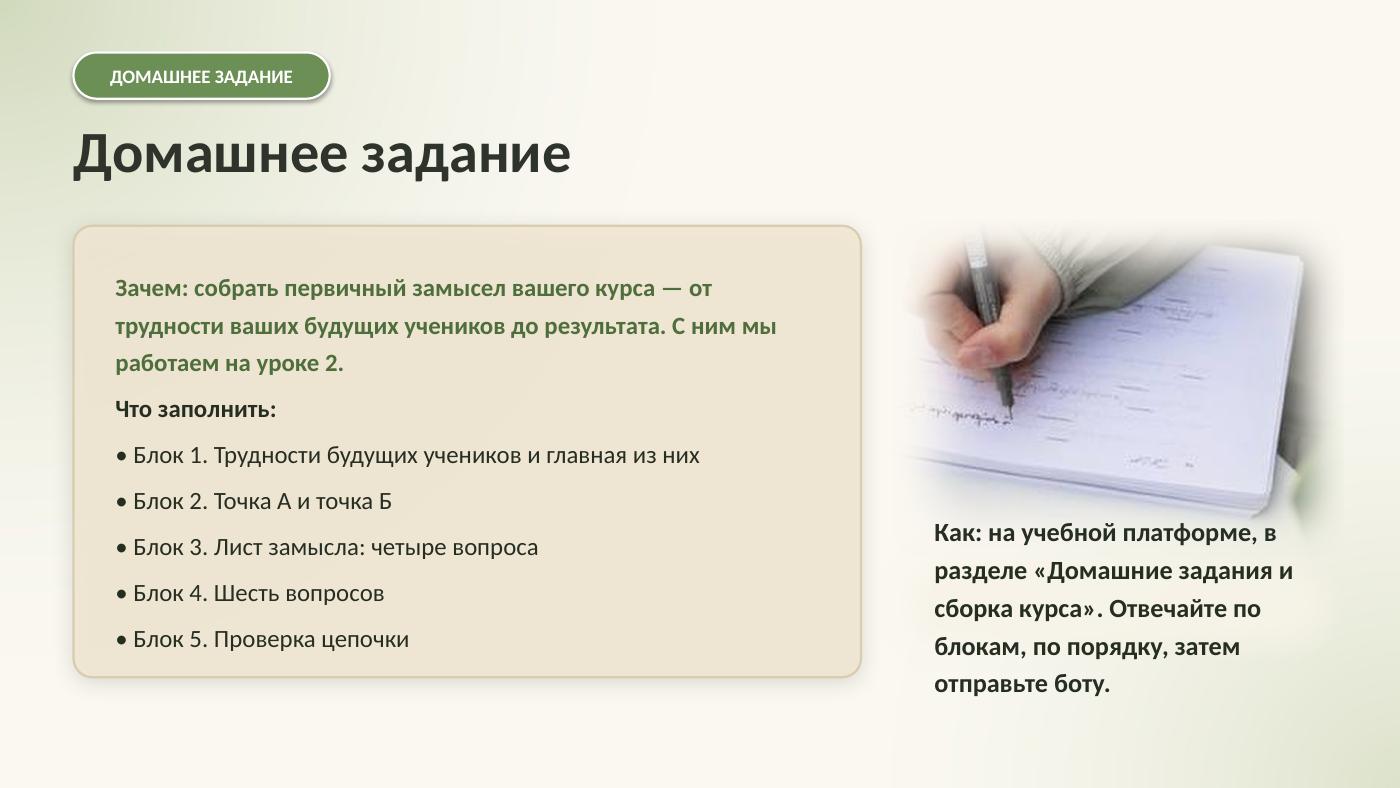 ДОМАШНЕЕ ЗАДАНИЕ
Домашнее задание
Зачем: собрать первичный замысел вашего курса — от
трудности ваших будущих учеников до результата. С ним мы
работаем на уроке 2.
Что заполнить:
• Блок 1. Трудности будущих учеников и главная из них
• Блок 2. Точка А и точка Б
• Блок 3. Лист замысла: четыре вопроса
• Блок 4. Шесть вопросов
• Блок 5. Проверка цепочки
Как: на учебной платформе, в
разделе «Домашние задания и
сборка курса». Отвечайте по
блокам, по порядку, затем
отправьте боту.